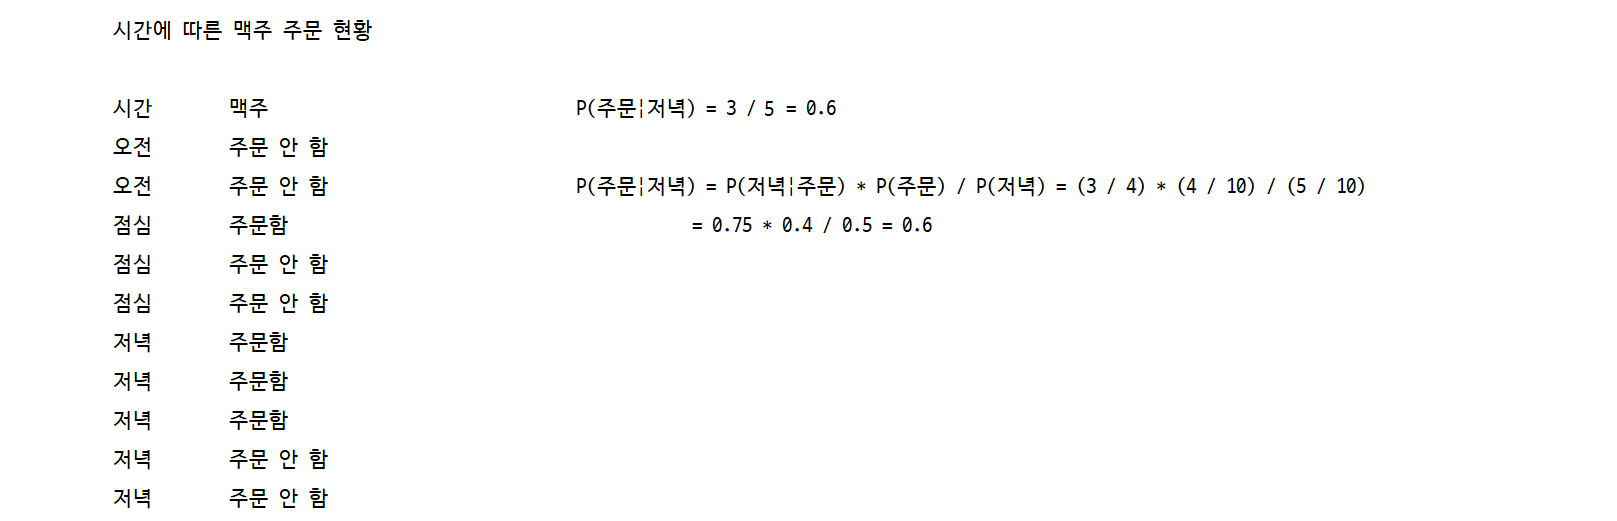 시간에 따른 맥주 주문 현황
시간 맥주 P(주문|저녁) = 3 / 5 = 0.6
오전 주문 안 함
오전 주문 안 함 P(주문|저녁) = P(저녁|주문) * P(주문) / P(저녁) = (3 / 4) * (4 / 10) / (5 / 10)
점심 주문함 = 0.75 * 0.4 / 0.5 = 0.6
점심 주문 안 함
점심 주문 안 함
저녁 주문함
저녁 주문함
저녁 주문함
저녁 주문 안 함
저녁 주문 안 함